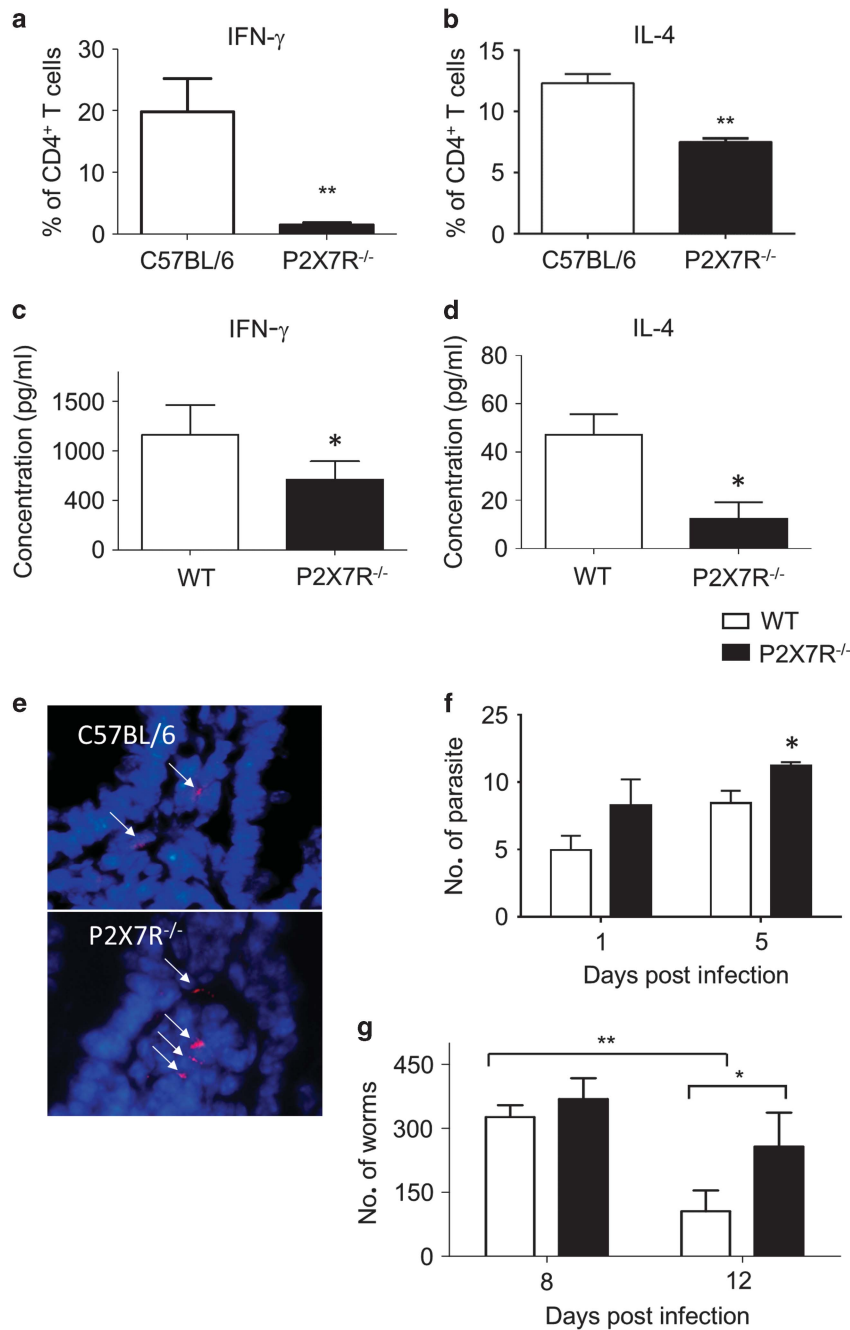 a
IFN-γ
% of CD4+ T cells
30
20
10
0
**
C57BL/6
P2X7R-/-
b
IL-4
% of CD4+ T cells
15
10
5
0
**
C57BL/6
P2X7R-/-
c
IFN-γ
Concentration (pg/ml)
1500
1000
400
0
*
WT
P2X7R-/-
d
IL-4
Concentration (pg/ml)
80
60
40
20
0
*
WT
P2X7R-/-
WT
P2X7R-/-
e
C57BL/6
P2X7R-/-
f
No. of parasite
25
10
5
0
*
1
5
Days post infection
g
No. of worms
450
300
150
0
**
*
8
12
Days post infection